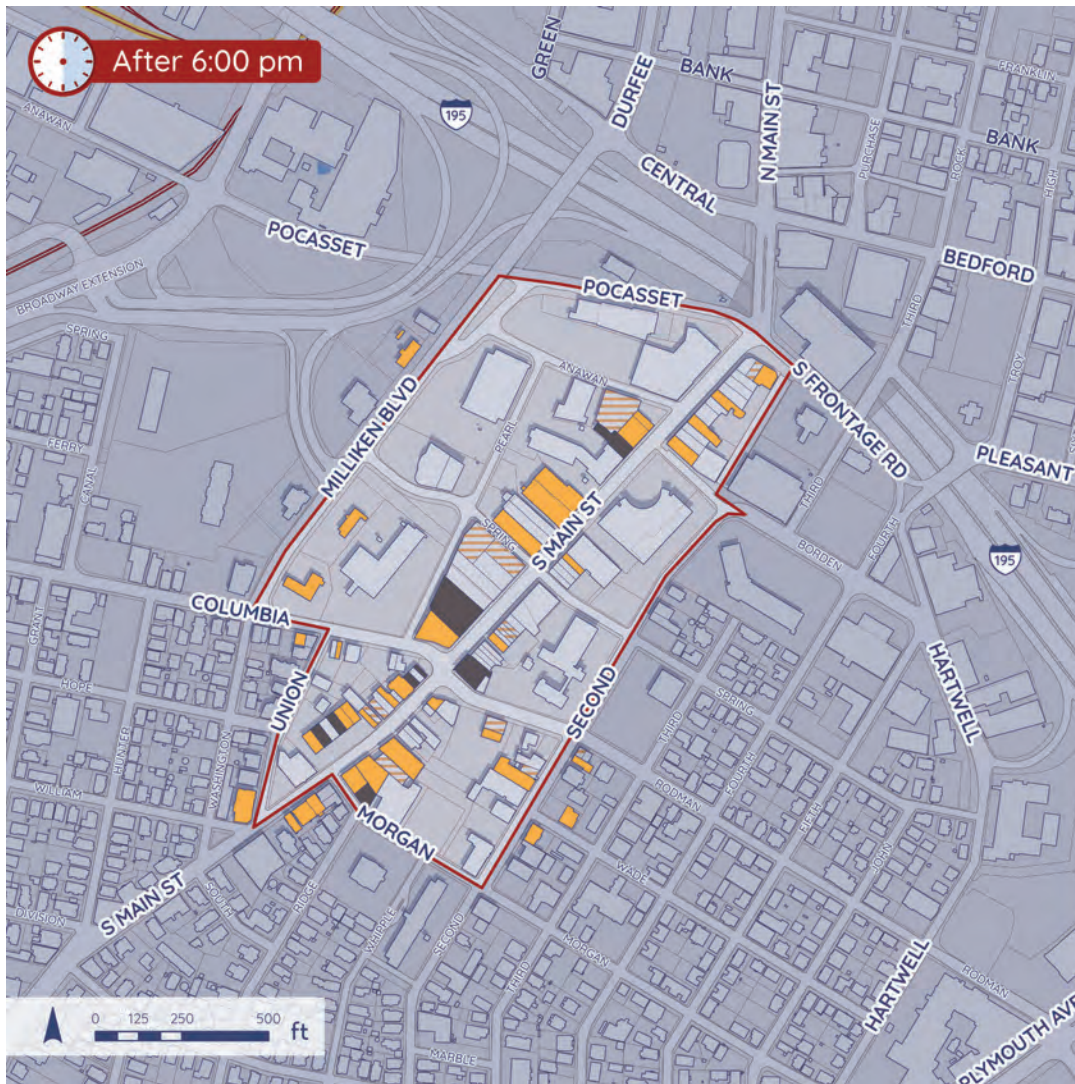 After 6:00 pm
GREEN
DURFEE
BANK
N MAIN ST
FRANKLIN
ANAWAN
195
CENTRAL
PURCHASE
ROCK
BANK
HIGH
POCASSET
BROADWAY EXTENSION
BEDFORD
POCASSET
THIRD
SPRING
ANAWAN
S FRONTAGE RD
TROY
MILLIKEN BLVD
PEARL
FERRY
CANAL
S MAIN ST
PLEASANT
THIRD
SPRING
FOURTH
BORDEN
195
COLUMBIA
GRANT
HARTWELL
UNION
SECOND
HOPE
SPRING
THIRD
HUNTER
WASHINGTON
FOURTH
WILLIAM
RODMAN
FIFTH
MORGAN
JOHN
WADE
S MAIN ST
SOUTH
RIDGE
DIVISION
WHIPPLE
SECOND
MORGAN
THIRD
HARTWELL
RODMAN
0 125 250 500 ft
MARBLE
PLYMOUTH AVE